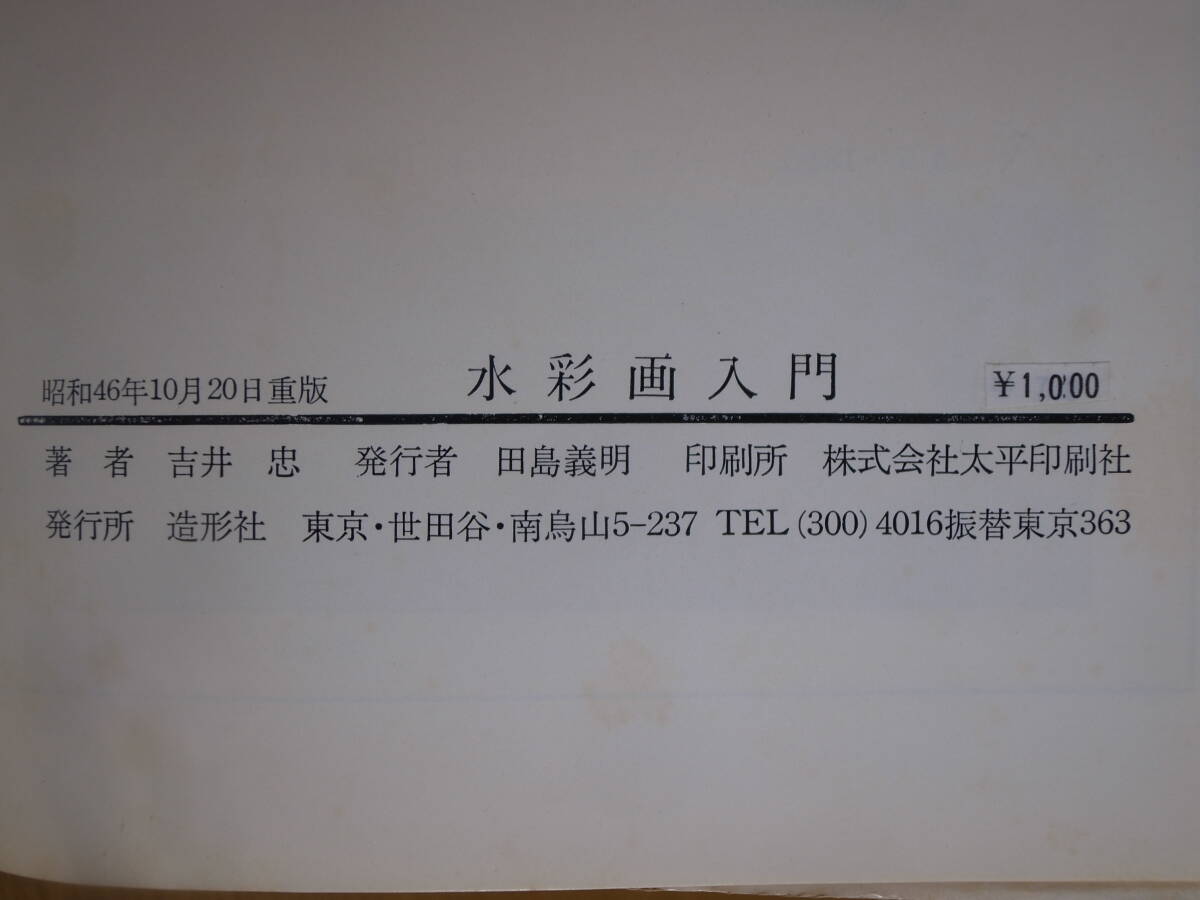 昭和46年10月20日重版 水彩画入門 ¥1,000
著者 吉井 忠 発行者 田島義明 印刷所 株式会社太平印刷社
発行所 造形社 東京・世田谷・南烏山5-237 TEL(300)4016振替東京363